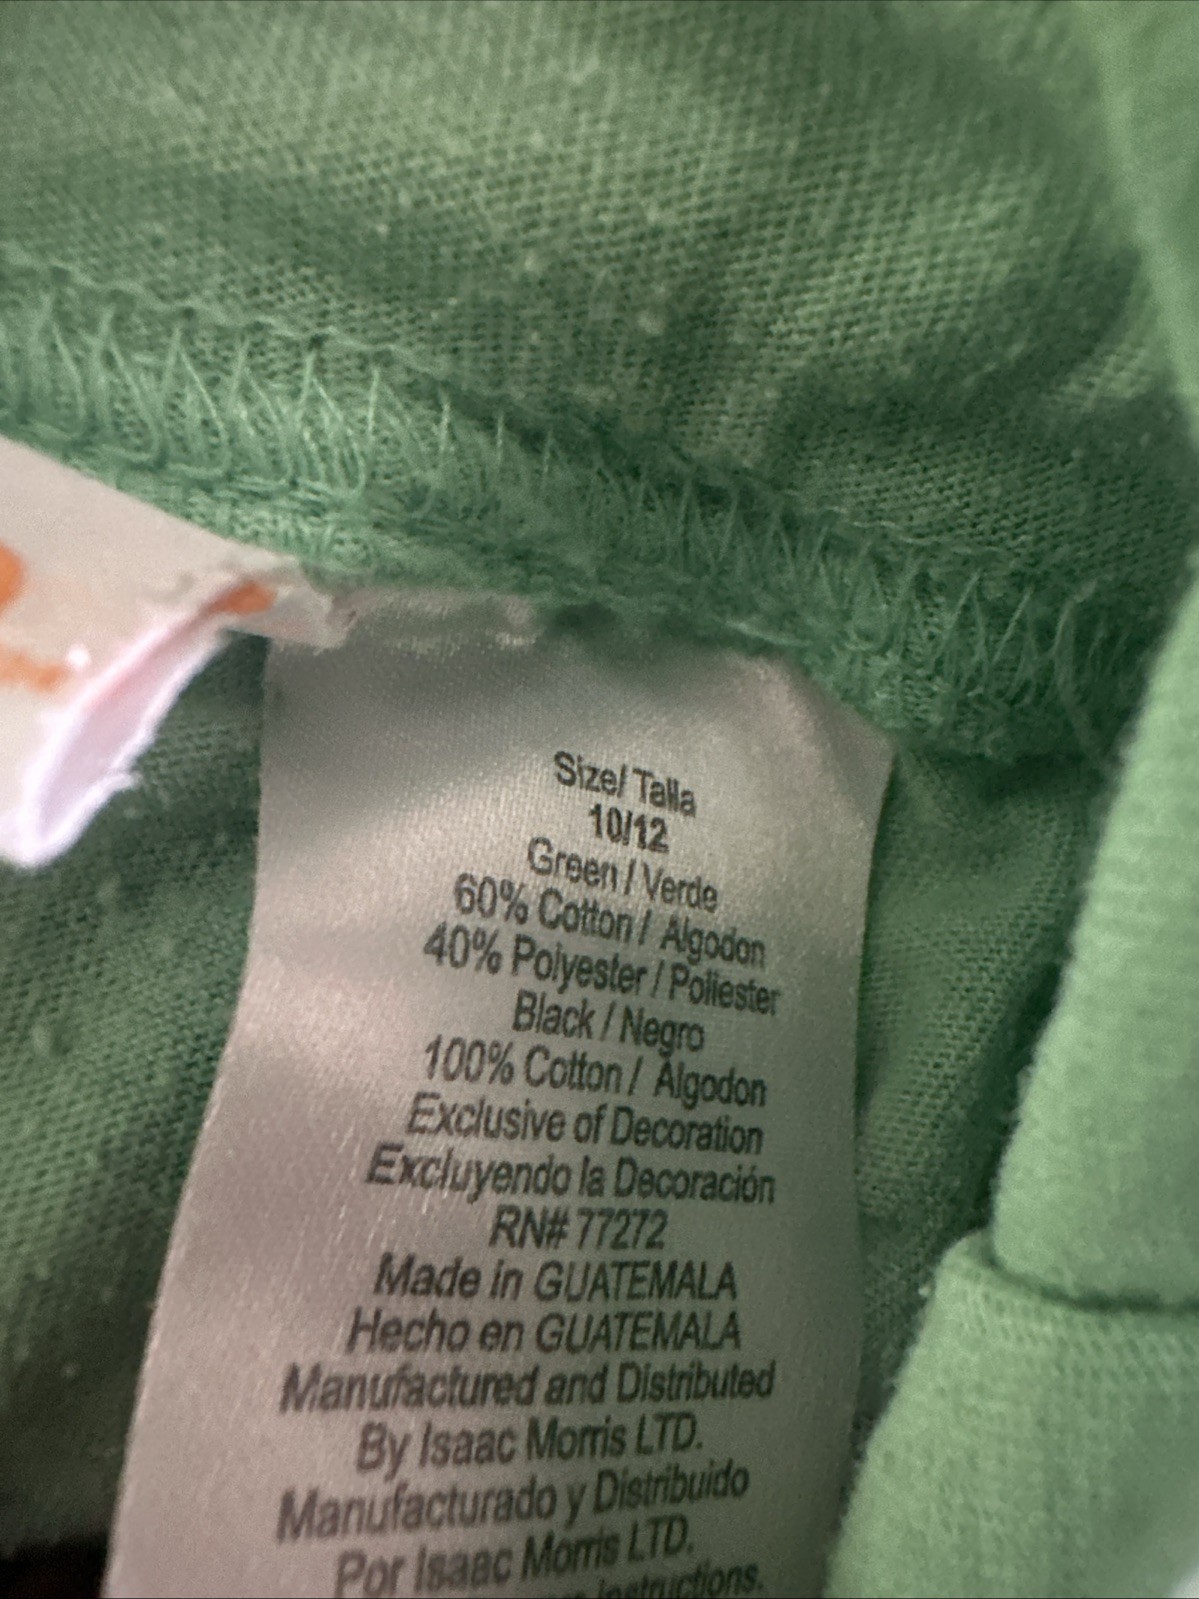 Size/ Talla
10/12
Green / Verde
60% Cotton / Algodon
40% Polyester / Poliester
Black / Negro
100% Cotton / Algodon
Exclusive of Decoration
Excluyendo la Decoración
RN# 77272
Made in GUATEMALA
Hecho en GUATEMALA
Manufactured and Distributed
By Isaac Morris LTD.
Manufacturado y Distribuido
Por Isaac Morris LTD.
Instructions.